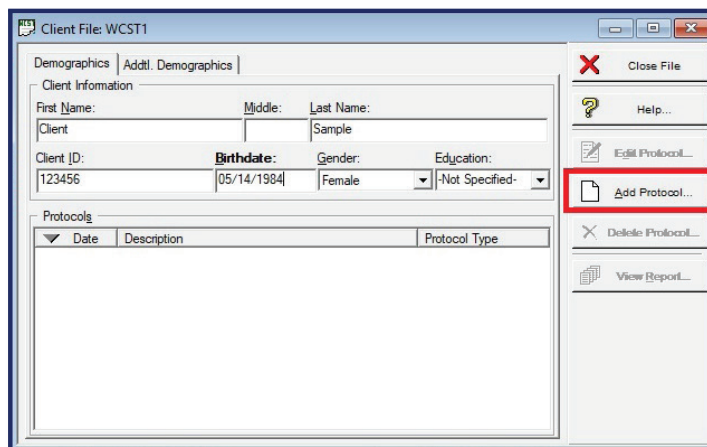 Client File: WCST1
Demographics
Addtl. Demographics
Client Information
First Name: Middle: Last Name:
Client Sample
Client ID: Birthdate: Gender: Education:
123456 05/14/1984 Female -Not Specified-
Protocols
Date Description Protocol Type
Close File
Help...
Edit Protocol...
Add Protocol...
Delete Protocol...
View Report...